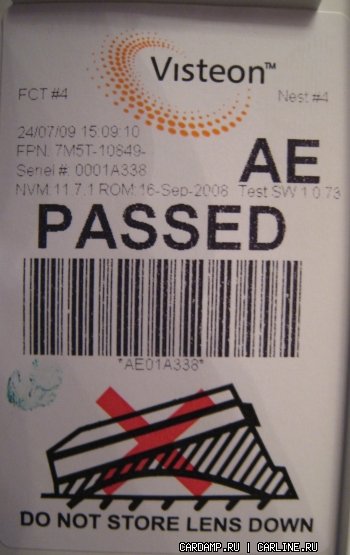 Visteon™
FCT #4 Nest #4
24/07/09 15:09:10
FPN: 7M5T-10849-
AE
Serial #: 0001A338
NVM:11.7.1 ROM:16-Sep-2008 Test SW 1.0.73
PASSED
*AE01A338*
DO NOT STORE LENS DOWN
CARDAMP.RU | CARLINE.RU